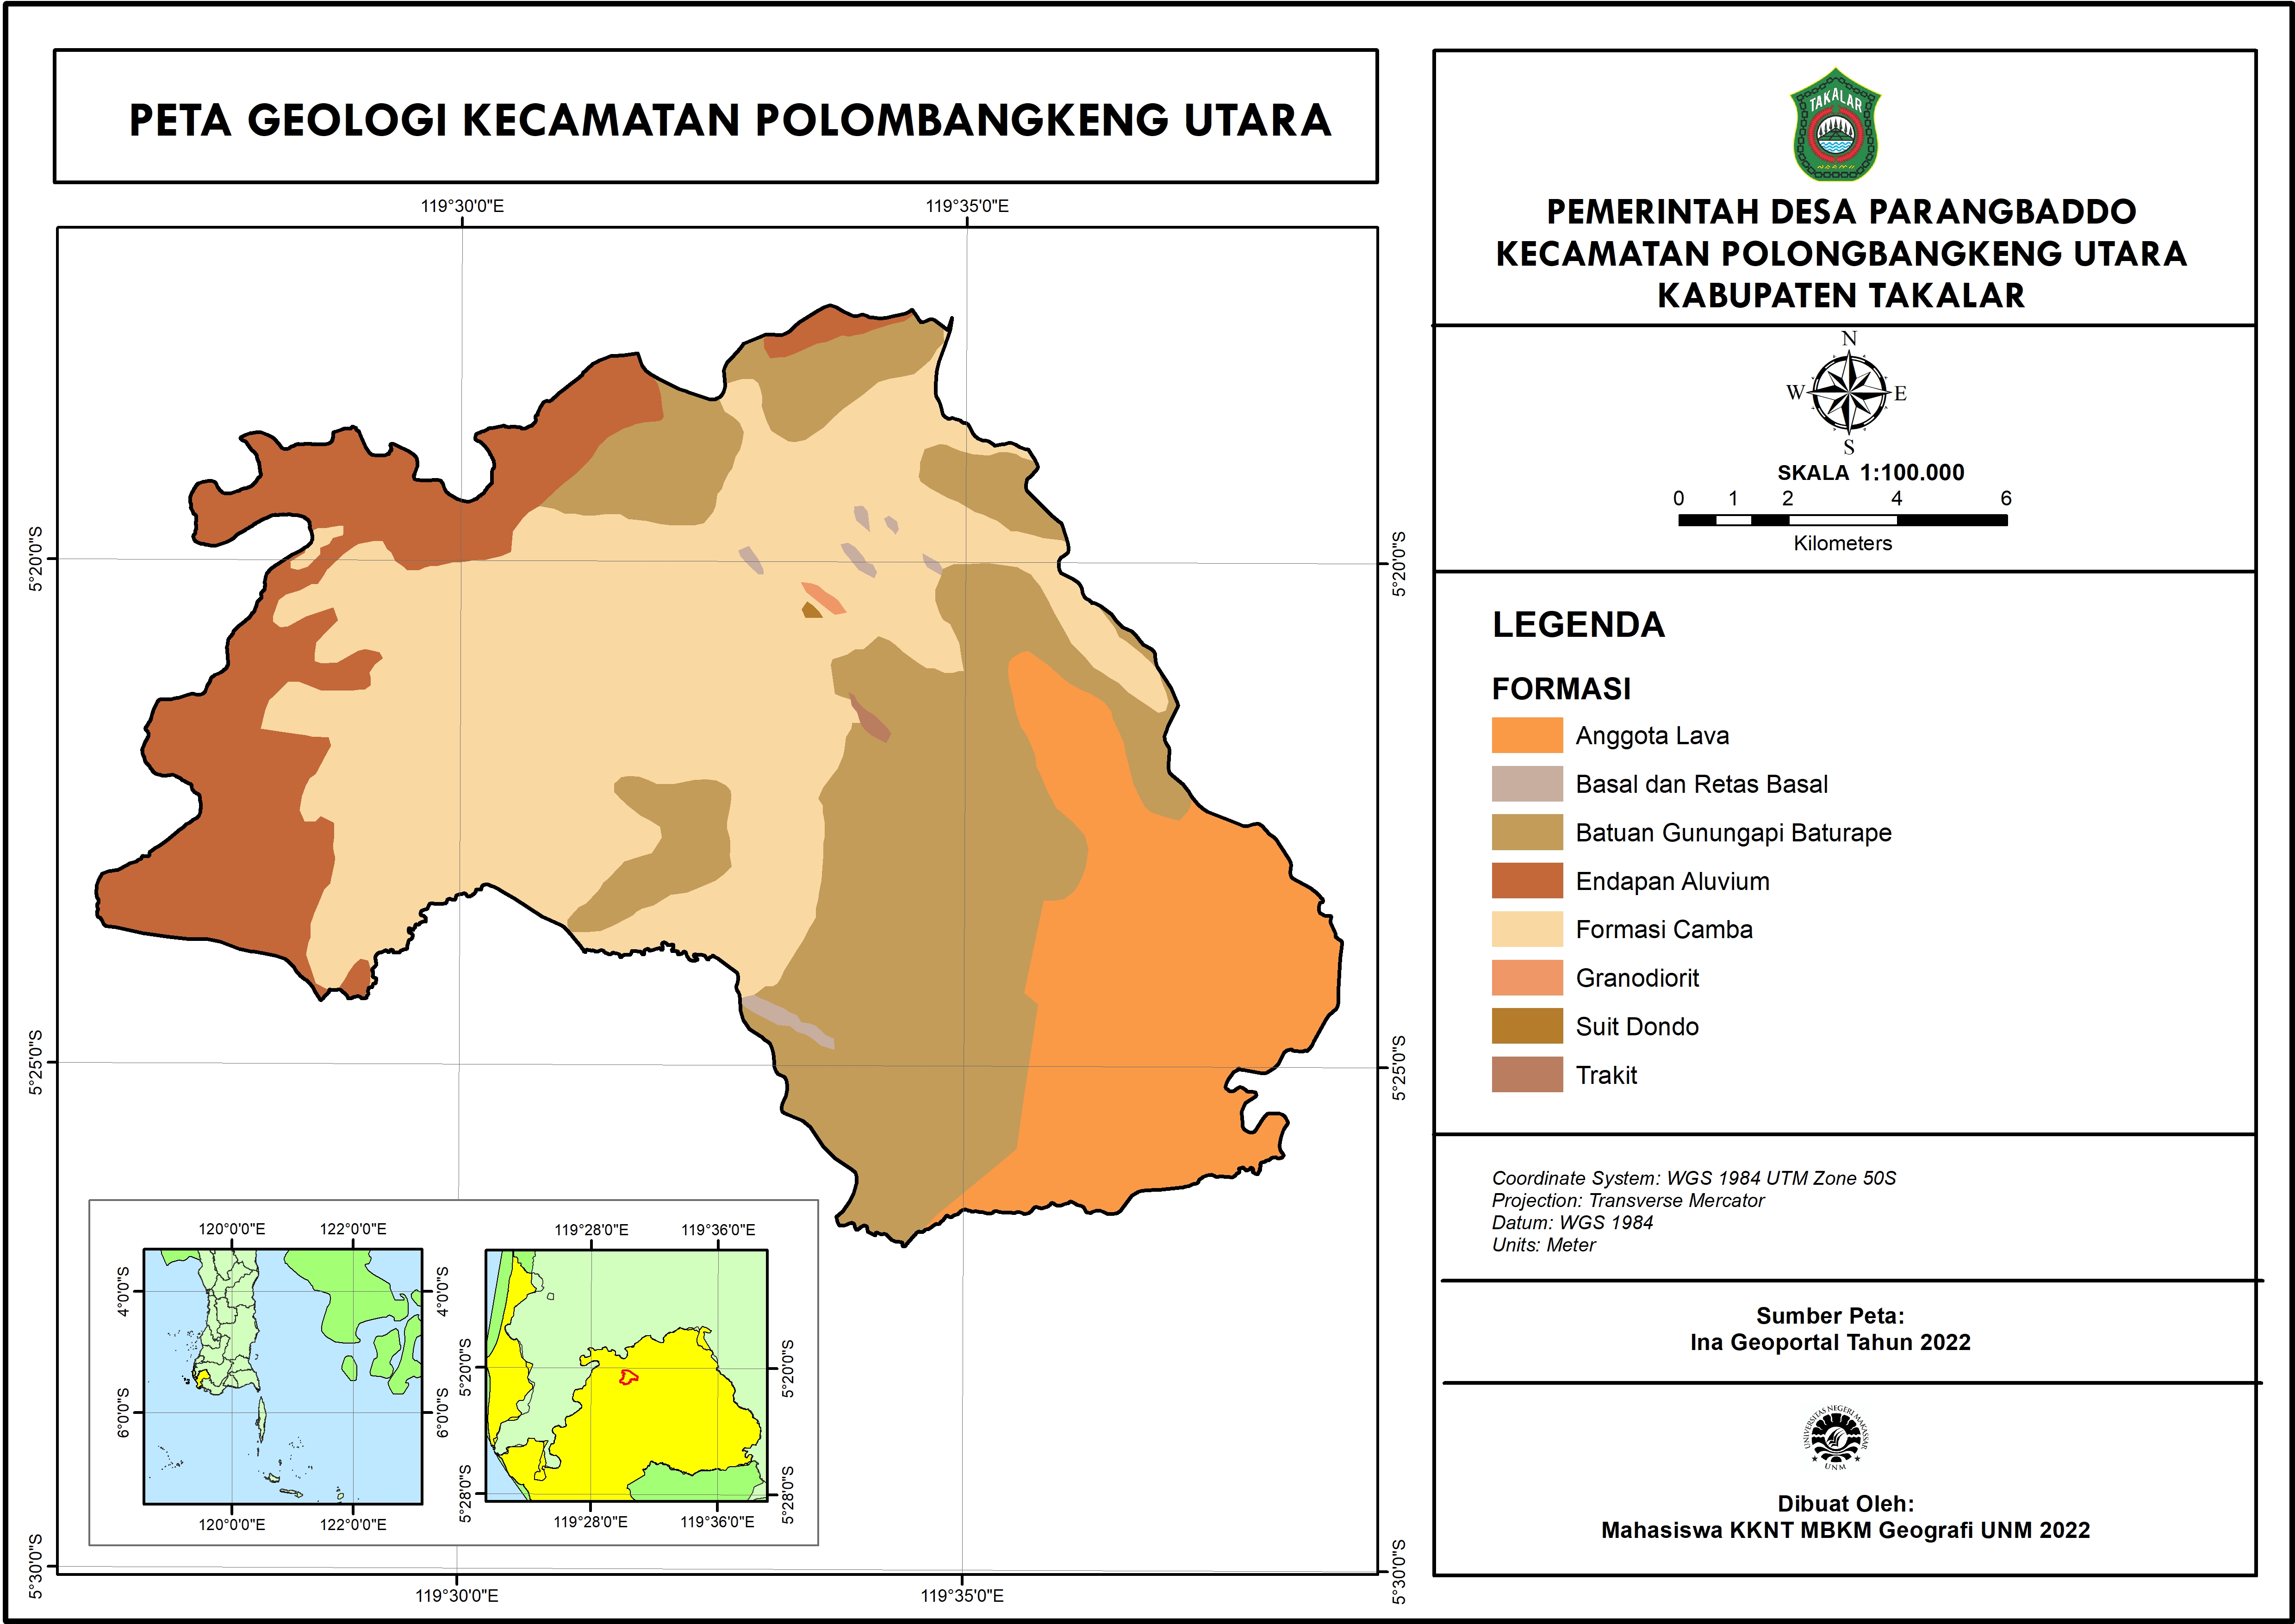 PETA GEOLOGI KECAMATAN POLOMBANGKENG UTARA
119°30'0"E
119°35'0"E
5°20'0"S
5°20'0"S
5°25'0"S
5°25'0"S
5°30'0"S
5°30'0"S
119°30'0"E
119°35'0"E
120°0'0"E
122°0'0"E
4°0'0"S
4°0'0"S
6°0'0"S
6°0'0"S
120°0'0"E
122°0'0"E
119°28'0"E
119°36'0"E
5°20'0"S
5°20'0"S
5°28'0"S
5°28'0"S
119°28'0"E
119°36'0"E
TAKALAR
PEMERINTAH DESA PARANGBADDO
KECAMATAN POLONGBANGKENG UTARA
KABUPATEN TAKALAR
N
W
E
S
SKALA 1:100.000
0 1 2 4 6
Kilometers
LEGENDA
FORMASI
Anggota Lava
Basal dan Retas Basal
Batuan Gunungapi Baturape
Endapan Aluvium
Formasi Camba
Granodiorit
Suit Dondo
Trakit
Coordinate System: WGS 1984 UTM Zone 50S
Projection: Transverse Mercator
Datum: WGS 1984
Units: Meter
Sumber Peta:
Ina Geoportal Tahun 2022
UNIVERSITAS NEGERI MAKASSAR
UNM
Dibuat Oleh:
Mahasiswa KKNT MBKM Geografi UNM 2022